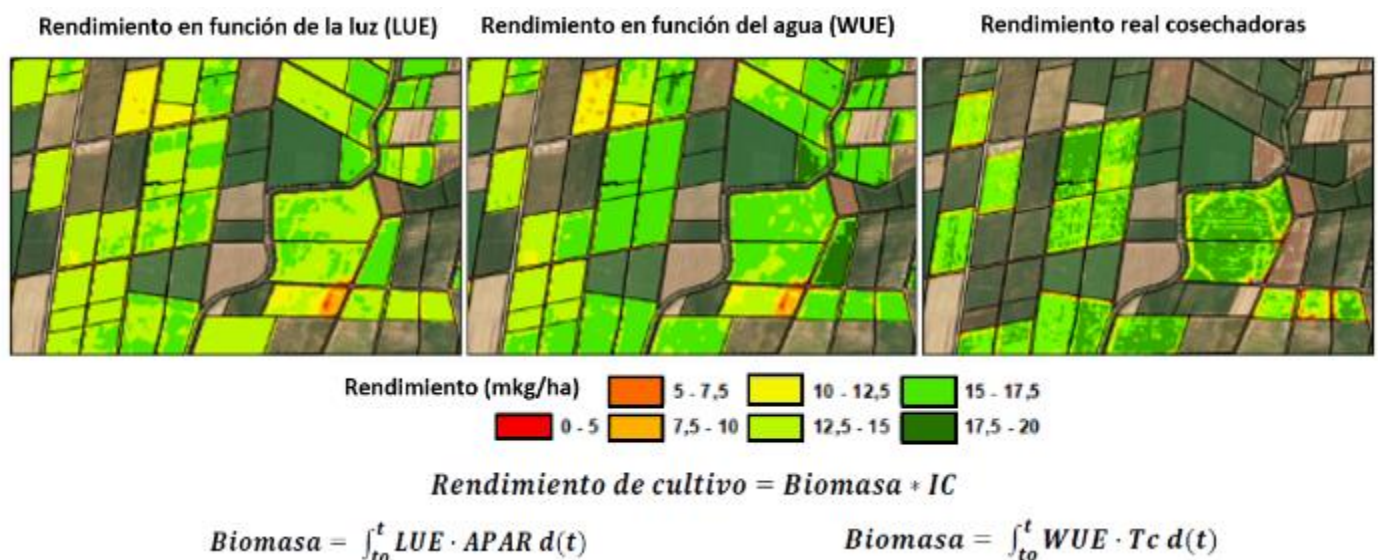 Rendimiento en función de la luz (LUE)
Rendimiento en función del agua (WUE)
Rendimiento real cosechadoras
Rendimiento (mkg/ha)
5 - 7,5
10 - 12,5
15 - 17,5
0 - 5
7,5 - 10
12,5 - 15
17,5 - 20
Rendimiento de cultivo = Biomasa * IC
Biomasa = ∫_{to}^{t} LUE · APAR d(t)
Biomasa = ∫_{to}^{t} WUE · Tc d(t)